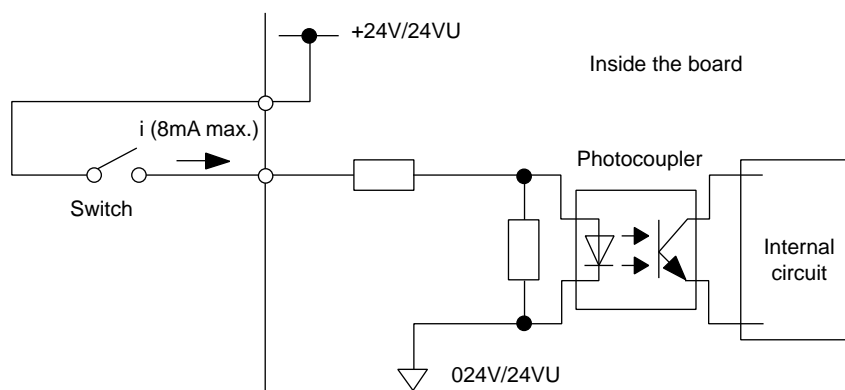 +24V/24VU
Inside the board
i (8mA max.)
Photocoupler
Switch
Internal
circuit
024V/24VU